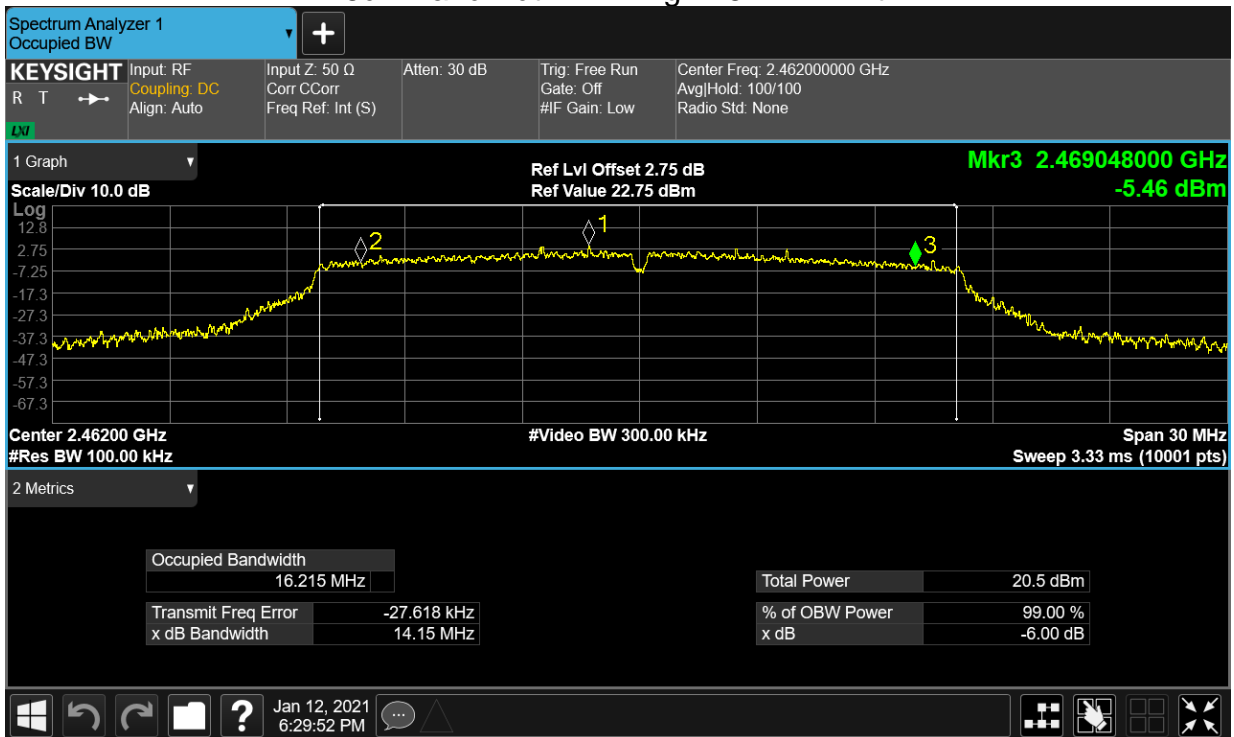 Spectrum Analyzer 1
Occupied BW
▼
+
KEYSIGHT
R T
LXI
Input: RF
Coupling: DC
Align: Auto
Input Z: 50 Ω
Corr CCorr
Freq Ref: Int (S)
Atten: 30 dB
Trig: Free Run
Gate: Off
#IF Gain: Low
Center Freq: 2.462000000 GHz
Avg|Hold: 100/100
Radio Std: None
1 Graph
Scale/Div 10.0 dB
Ref Lvl Offset 2.75 dB
Ref Value 22.75 dBm
Mkr3 2.469048000 GHz
-5.46 dBm
Log
12.8
2.75
-7.25
-17.3
-27.3
-37.3
-47.3
-57.3
-67.3
2
1
3
Center 2.46200 GHz
#Res BW 100.00 kHz
#Video BW 300.00 kHz
Span 30 MHz
Sweep 3.33 ms (10001 pts)
2 Metrics
Occupied Bandwidth
16.215 MHz
Transmit Freq Error -27.618 kHz
x dB Bandwidth 14.15 MHz
Total Power 20.5 dBm
% of OBW Power 99.00 %
x dB -6.00 dB
?
Jan 12, 2021
6:29:52 PM